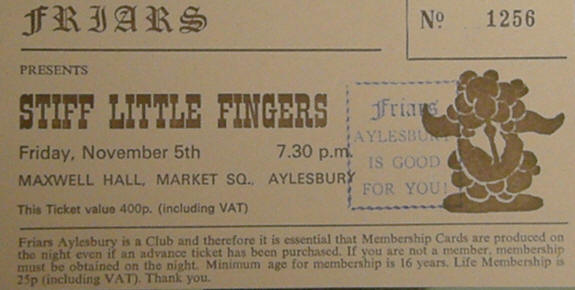 FRIARS
Nº 1256
PRESENTS
STIFF LITTLE FINGERS
Friday, November 5th 7.30 p.m.
MAXWELL HALL, MARKET SQ., AYLESBURY
This Ticket value 400p. (including VAT)
Friars
AYLESBURY
IS GOOD
FOR YOU!
Friars Aylesbury is a Club and therefore it is essential that Membership Cards are produced on
the night even if an advance ticket has been purchased. If you are not a member, membership
must be obtained on the night. Minimum age for membership is 16 years. Life Membership is
25p (including VAT). Thank you.